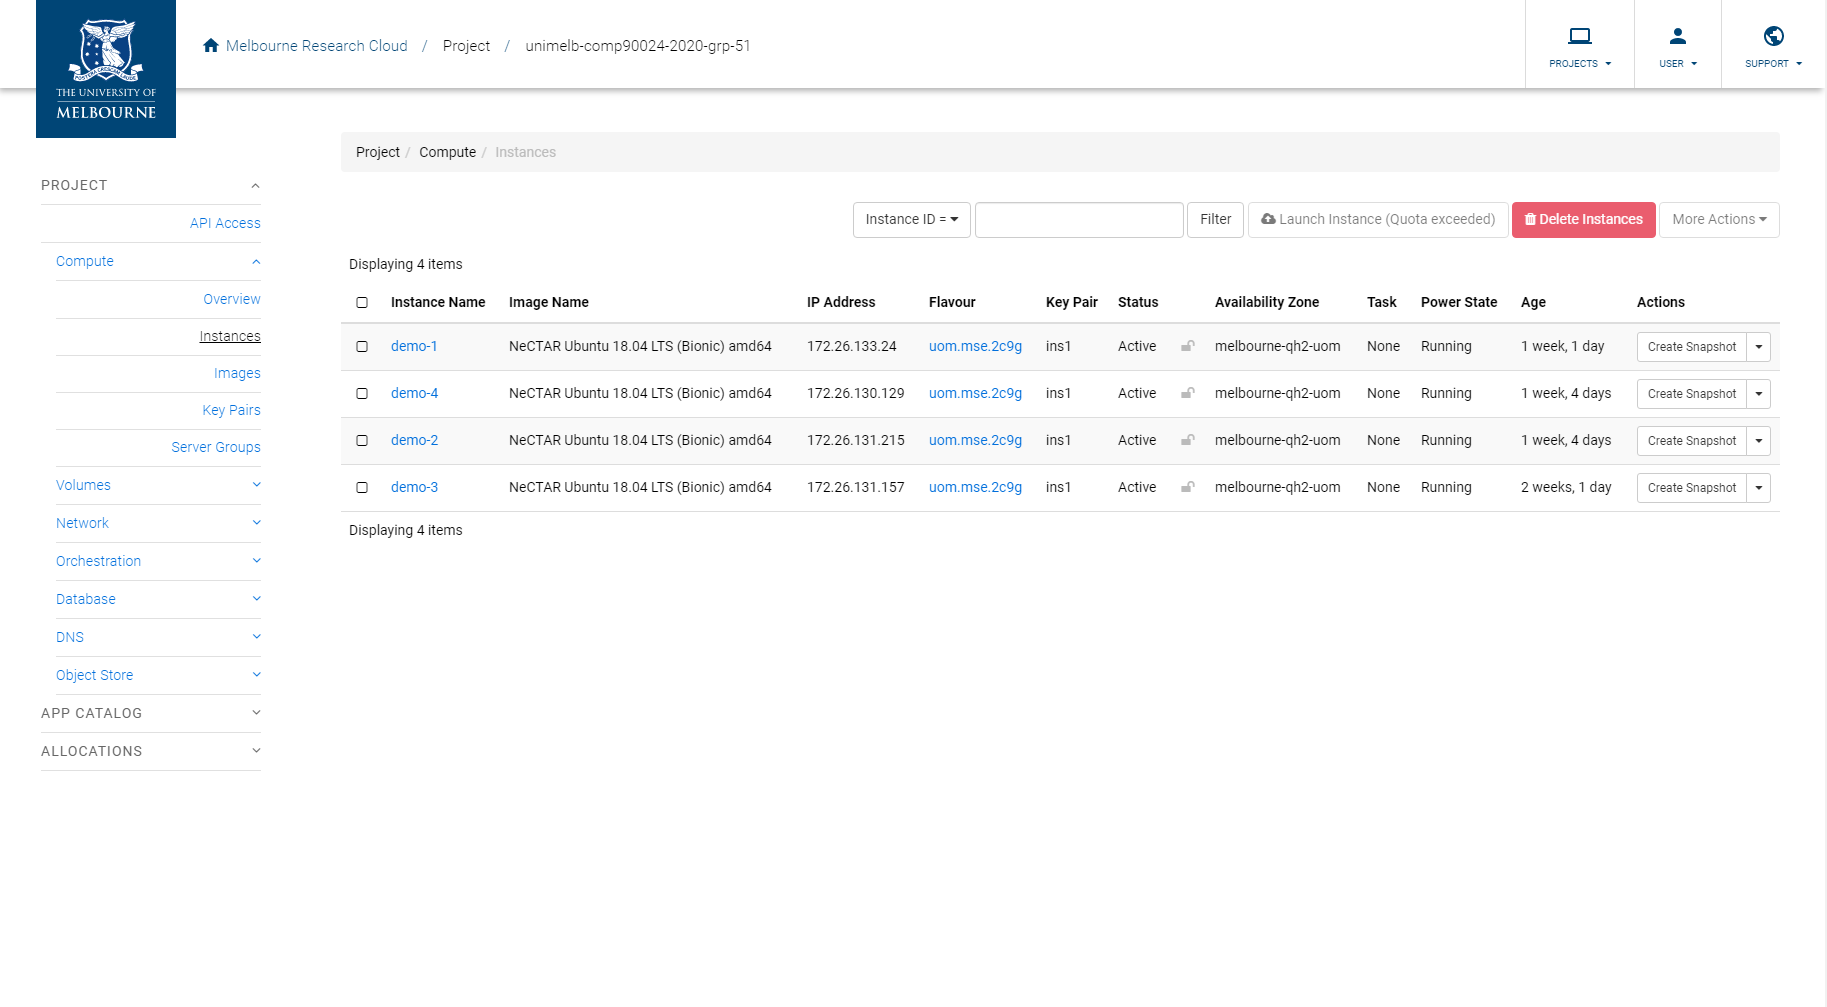 THE UNIVERSITY OF
MELBOURNE
Melbourne Research Cloud / Project / unimelb-comp90024-2020-grp-51
PROJECTS
USER
SUPPORT
PROJECT
API Access
Compute
Overview
Instances
Images
Key Pairs
Server Groups
Volumes
Network
Orchestration
Database
DNS
Object Store
APP CATALOG
ALLOCATIONS
Project / Compute / Instances
Instance ID = Filter Launch Instance (Quota exceeded) Delete Instances More Actions
Displaying 4 items
Instance Name Image Name IP Address Flavour Key Pair Status Availability Zone Task Power State Age Actions
demo-1 NeCTAR Ubuntu 18.04 LTS (Bionic) amd64 172.26.133.24 uom.mse.2c9g ins1 Active melbourne-qh2-uom None Running 1 week, 1 day Create Snapshot
demo-4 NeCTAR Ubuntu 18.04 LTS (Bionic) amd64 172.26.130.129 uom.mse.2c9g ins1 Active melbourne-qh2-uom None Running 1 week, 4 days Create Snapshot
demo-2 NeCTAR Ubuntu 18.04 LTS (Bionic) amd64 172.26.131.215 uom.mse.2c9g ins1 Active melbourne-qh2-uom None Running 1 week, 4 days Create Snapshot
demo-3 NeCTAR Ubuntu 18.04 LTS (Bionic) amd64 172.26.131.157 uom.mse.2c9g ins1 Active melbourne-qh2-uom None Running 2 weeks, 1 day Create Snapshot
Displaying 4 items